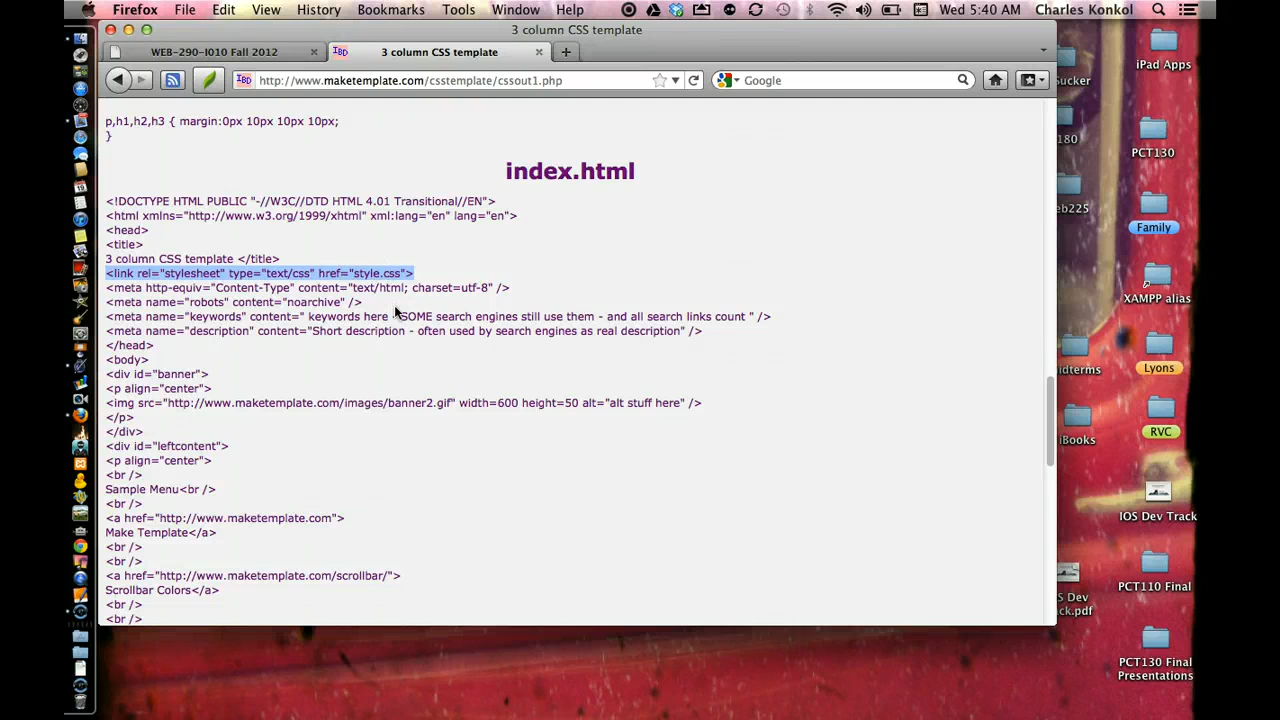 Firefox File Edit View History Bookmarks Tools Window Help Wed 5:40 AM Charles Konkol
3 column CSS template
WEB-290-I010 Fall 2012
IBD 3 column CSS template
IBD http://www.maketemplate.com/csstemplate/cssout1.php
Google
p,h1,h2,h3 { margin:0px 10px 10px 10px;
}
index.html
<!DOCTYPE HTML PUBLIC "-//W3C//DTD HTML 4.01 Transitional//EN">
<html xmlns="http://www.w3.org/1999/xhtml" xml:lang="en" lang="en">
<head>
<title>
3 column CSS template </title>
<link rel="stylesheet" type="text/css" href="style.css">
<meta http-equiv="Content-Type" content="text/html; charset=utf-8" />
<meta name="robots" content="noarchive" />
<meta name="keywords" content=" keywords here - SOME search engines still use them - and all search links count " />
<meta name="description" content="Short description - often used by search engines as real description" />
</head>
<body>
<div id="banner">
<p align="center">
<img src="http://www.maketemplate.com/images/banner2.gif" width=600 height=50 alt="alt stuff here" />
</p>
</div>
<div id="leftcontent">
<p align="center">
<br />
Sample Menu<br />
<br />
<a href="http://www.maketemplate.com">
Make Template</a>
<br />
<br />
<a href="http://www.maketemplate.com/scrollbar/">
Scrollbar Colors</a>
<br />
<br />
Sucker
iPad Apps
180
PCT130
eb225
Family
XAMPP alias
idterms
Lyons
iBooks
RVC
IOS Dev Track
S Dev
ck.pdf
PCT110 Final
PCT130 Final
Presentations